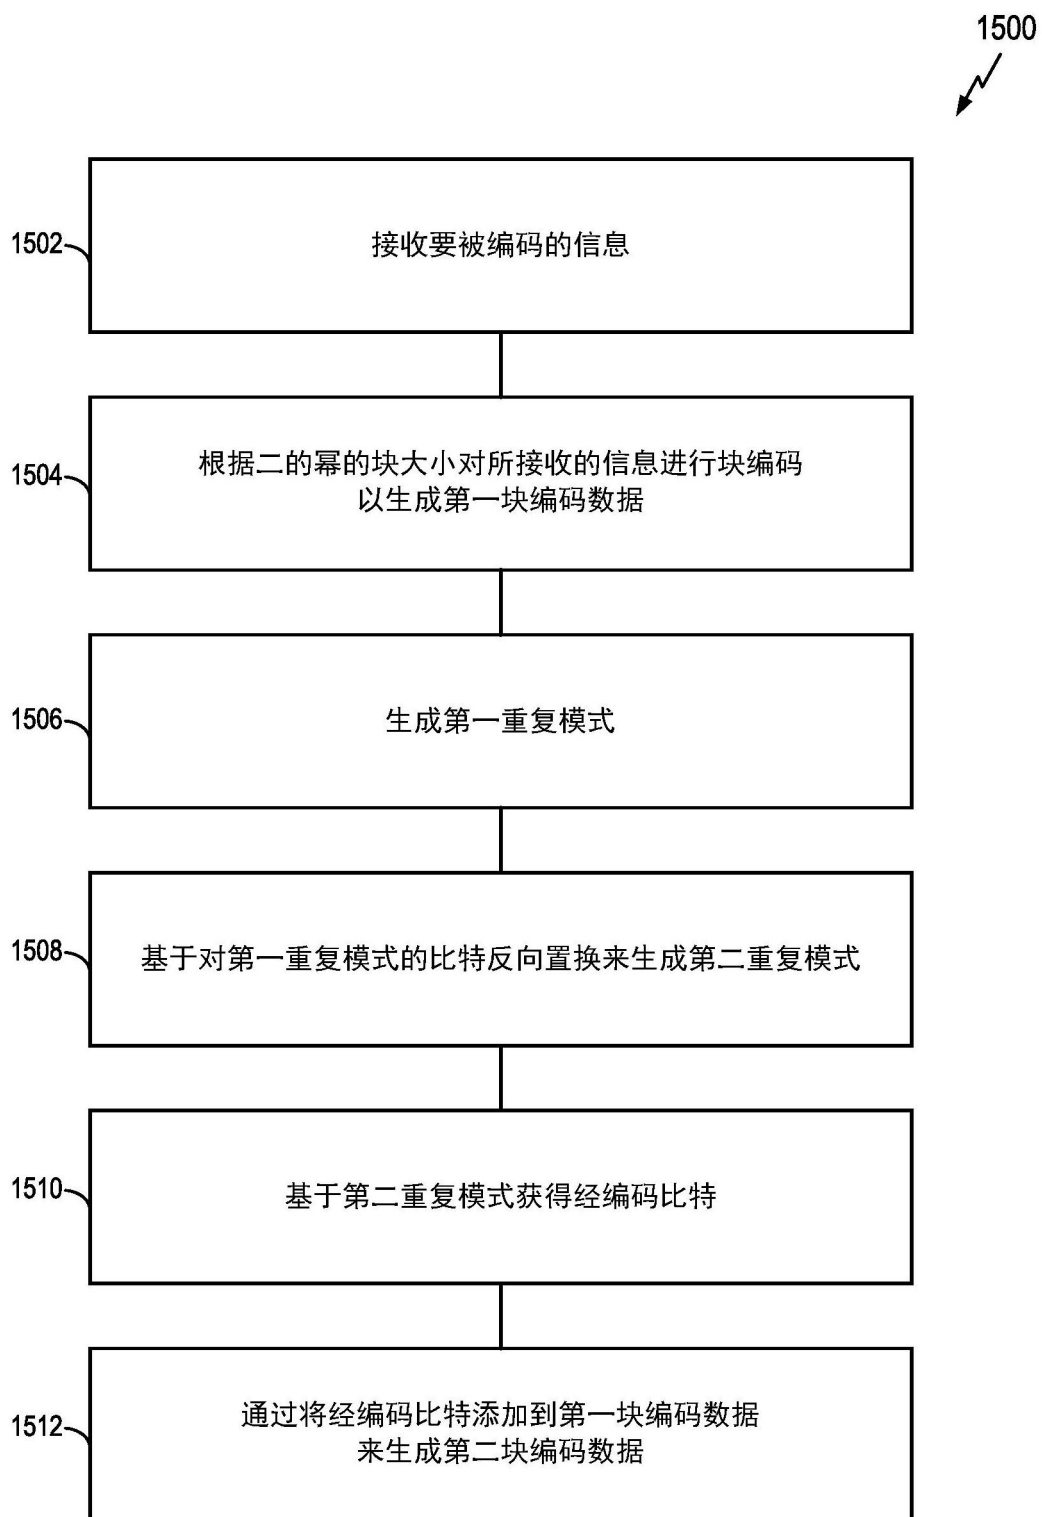 1500
1502
接收要被编码的信息
1504
根据二的幂的块大小对所接收的信息进行块编码
以生成第一块编码数据
1506
生成第一重复模式
1508
基于对第一重复模式的比特反向置换来生成第二重复模式
1510
基于第二重复模式获得经编码比特
1512
通过将经编码比特添加到第一块编码数据
来生成第二块编码数据